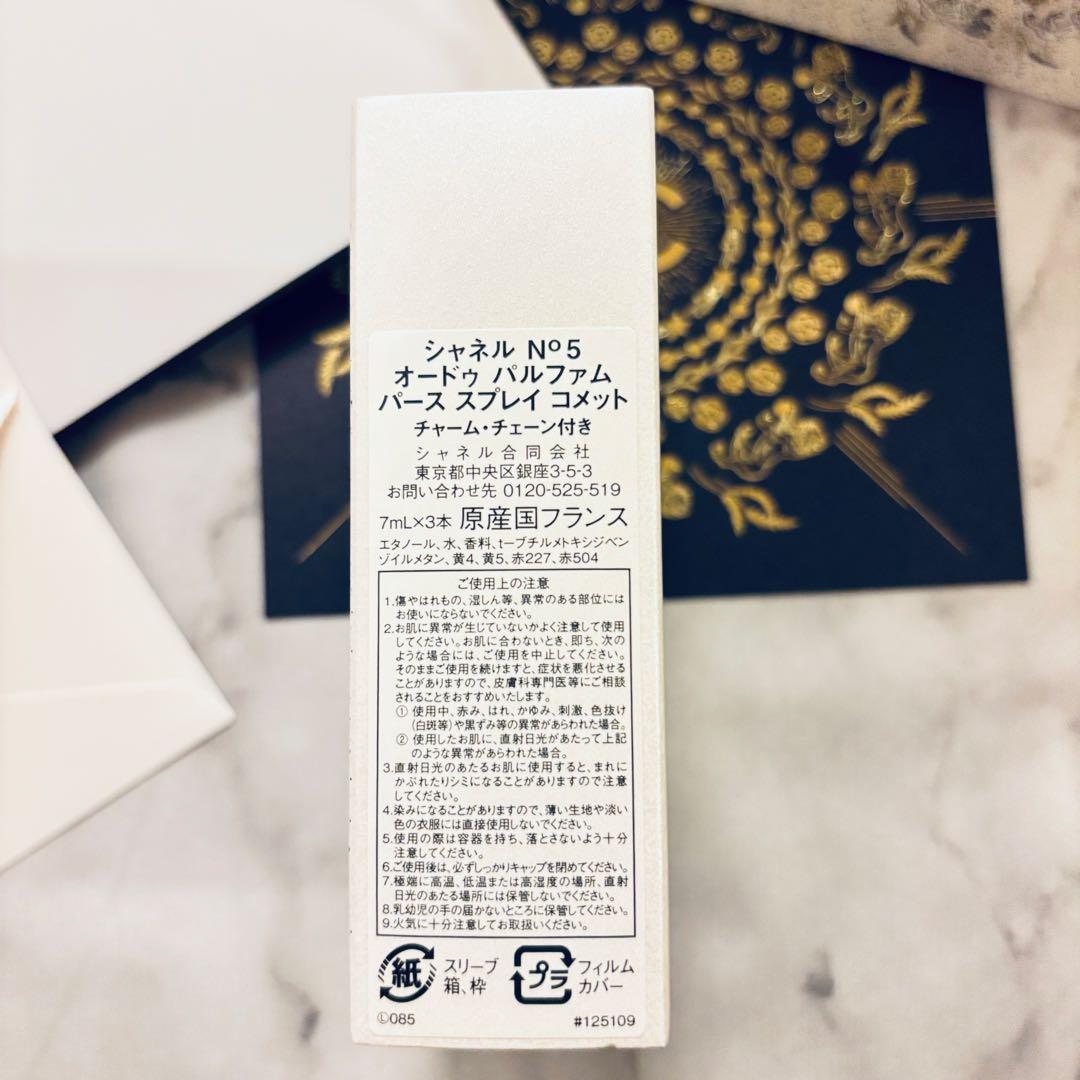 シャネル Nº5
オードゥ パルファム
パース スプレイ コメット
チャーム・チェーン付き
シャネル合同会社
東京都中央区銀座3-5-3
お問い合わせ先 0120-525-519
7mL×3本 原産国フランス
エタノール、水、香料、t-ブチルメトキシジベン
ゾイルメタン、黄4、黄5、赤227、赤504
ご使用上の注意
1.傷やはれもの、湿しん等、異常のある部位には
お使いにならないでください。
2.お肌に異常が生じていないかよく注意して使用
してください。お肌に合わないとき、即ち、次の
ような場合には、ご使用を中止してください。
そのままご使用を続けますと、症状を悪化させる
ことがありますので、皮膚科専門医等にご相談
されることをおすすめいたします。
① 使用中、赤み、はれ、かゆみ、刺激、色抜け
(白斑等)や黒ずみ等の異常があらわれた場合。
② 使用したお肌に、直射日光があたって上記
のような異常があらわれた場合。
3.直射日光のあたるお肌に使用すると、まれに
かぶれたりシミになることがありますので注意
してください。
4.染みになることがありますので、薄い生地や淡い
色の衣服には直接使用しないでください。
5.使用の際は容器を持ち、落とさないよう十分
注意してください。
6.ご使用後は、必ずしっかりキャップを閉めてください。
7.極端に高温、低温または高湿度の場所、直射
日光のあたる場所には保管しないでください。
8.乳幼児の手の届かないところに保管してください。
9.火気に十分注意してお取扱いください。
紙 スリーブ 箱、枠
プラ フィルム カバー
Ⓛ085 #125109